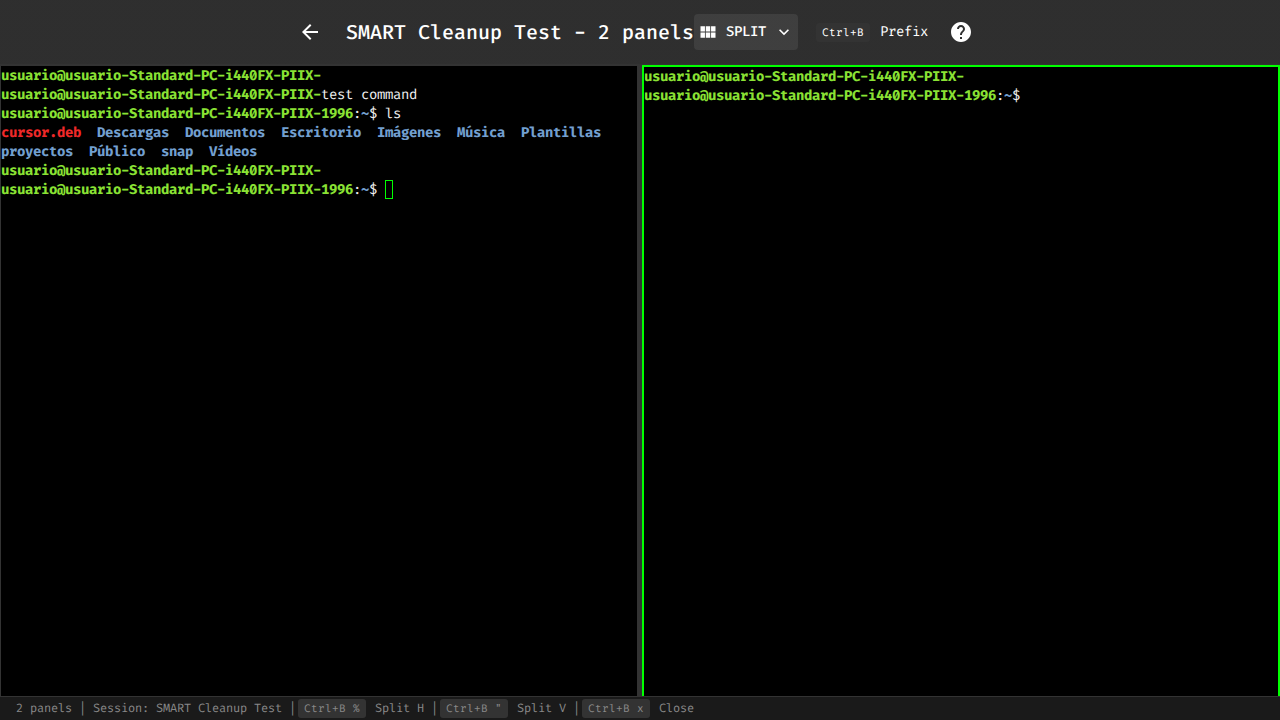 SMART Cleanup Test - 2 panels SPLIT Ctrl+B Prefix ?
usuario@usuario-Standard-PC-i440FX-PIIX-
usuario@usuario-Standard-PC-i440FX-PIIX-test command
usuario@usuario-Standard-PC-i440FX-PIIX-1996:~$ ls
cursor.deb Descargas Documentos Escritorio Imágenes Música Plantillas
proyectos Público snap Vídeos
usuario@usuario-Standard-PC-i440FX-PIIX-
usuario@usuario-Standard-PC-i440FX-PIIX-1996:~$
usuario@usuario-Standard-PC-i440FX-PIIX-
usuario@usuario-Standard-PC-i440FX-PIIX-1996:~$
2 panels | Session: SMART Cleanup Test | Ctrl+B % Split H | Ctrl+B " Split V | Ctrl+B x Close